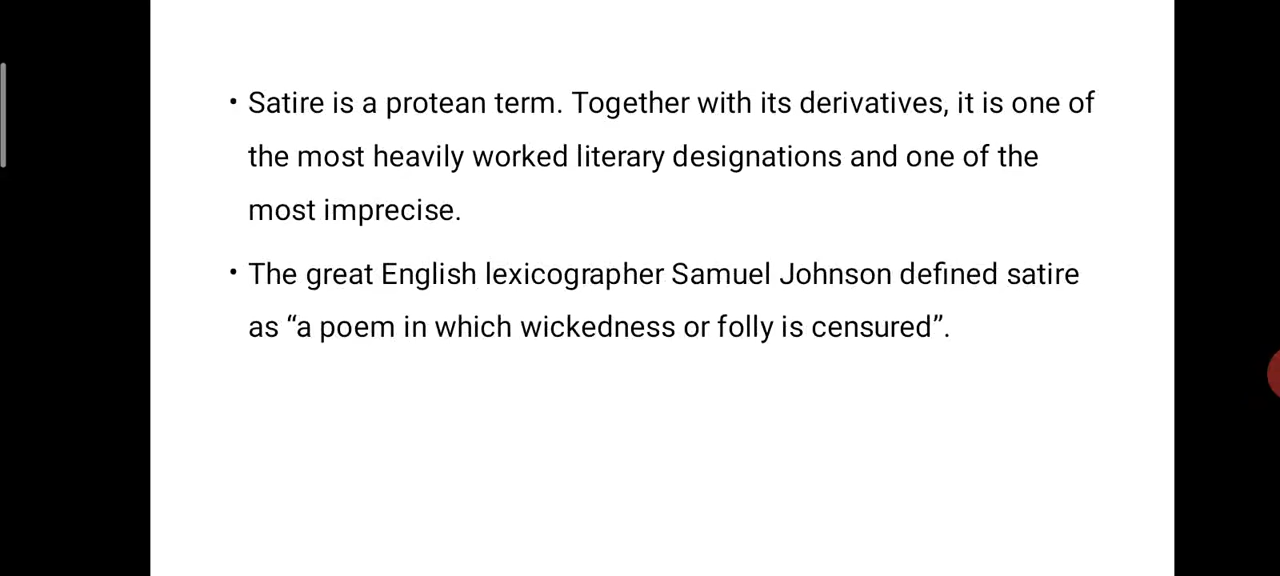 • Satire is a protean term. Together with its derivatives, it is one of
the most heavily worked literary designations and one of the
most imprecise.
• The great English lexicographer Samuel Johnson defined satire
as “a poem in which wickedness or folly is censured”.